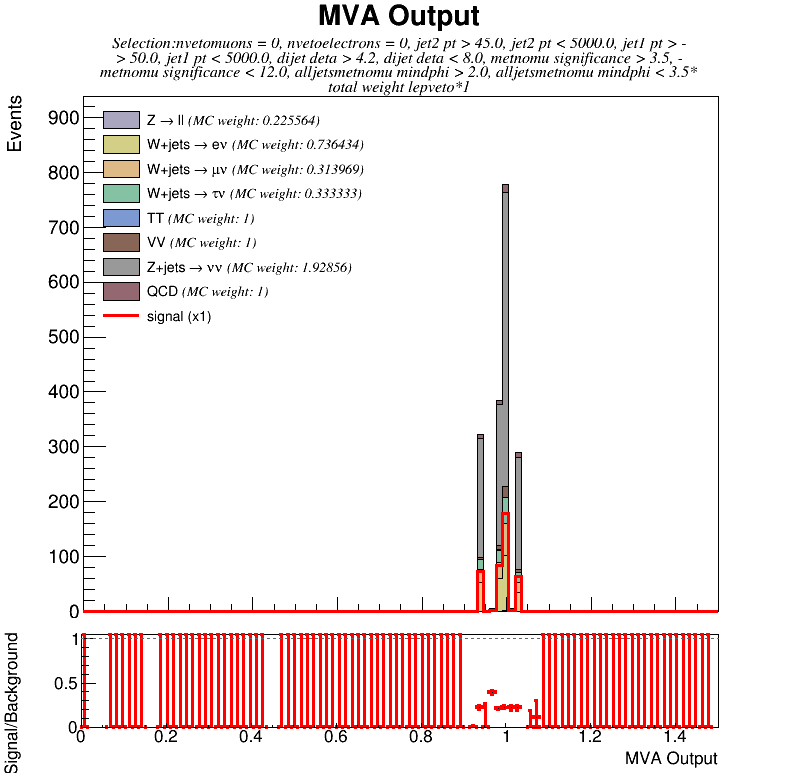 MVA Output
Selection:nvetomuons = 0, nvetoelectrons = 0, jet2 pt > 45.0, jet2 pt < 5000.0, jet1 pt > -
> 50.0, jet1 pt < 5000.0, dijet deta > 4.2, dijet deta < 8.0, metnomu significance > 3.5, -
metnomu significance < 12.0, alljetsmetnomu mindphi > 2.0, alljetsmetnomu mindphi < 3.5*
total weight lepveto*1
Events
900
800
700
600
500
400
300
200
100
0
Z → ll (MC weight: 0.225564)
W+jets → eν (MC weight: 0.736434)
W+jets → μν (MC weight: 0.313969)
W+jets → τν (MC weight: 0.333333)
TT (MC weight: 1)
VV (MC weight: 1)
Z+jets → νν (MC weight: 1.92856)
QCD (MC weight: 1)
signal (x1)
Signal/Background
1
0.5
0
0 0.2 0.4 0.6 0.8 1 1.2 1.4
MVA Output